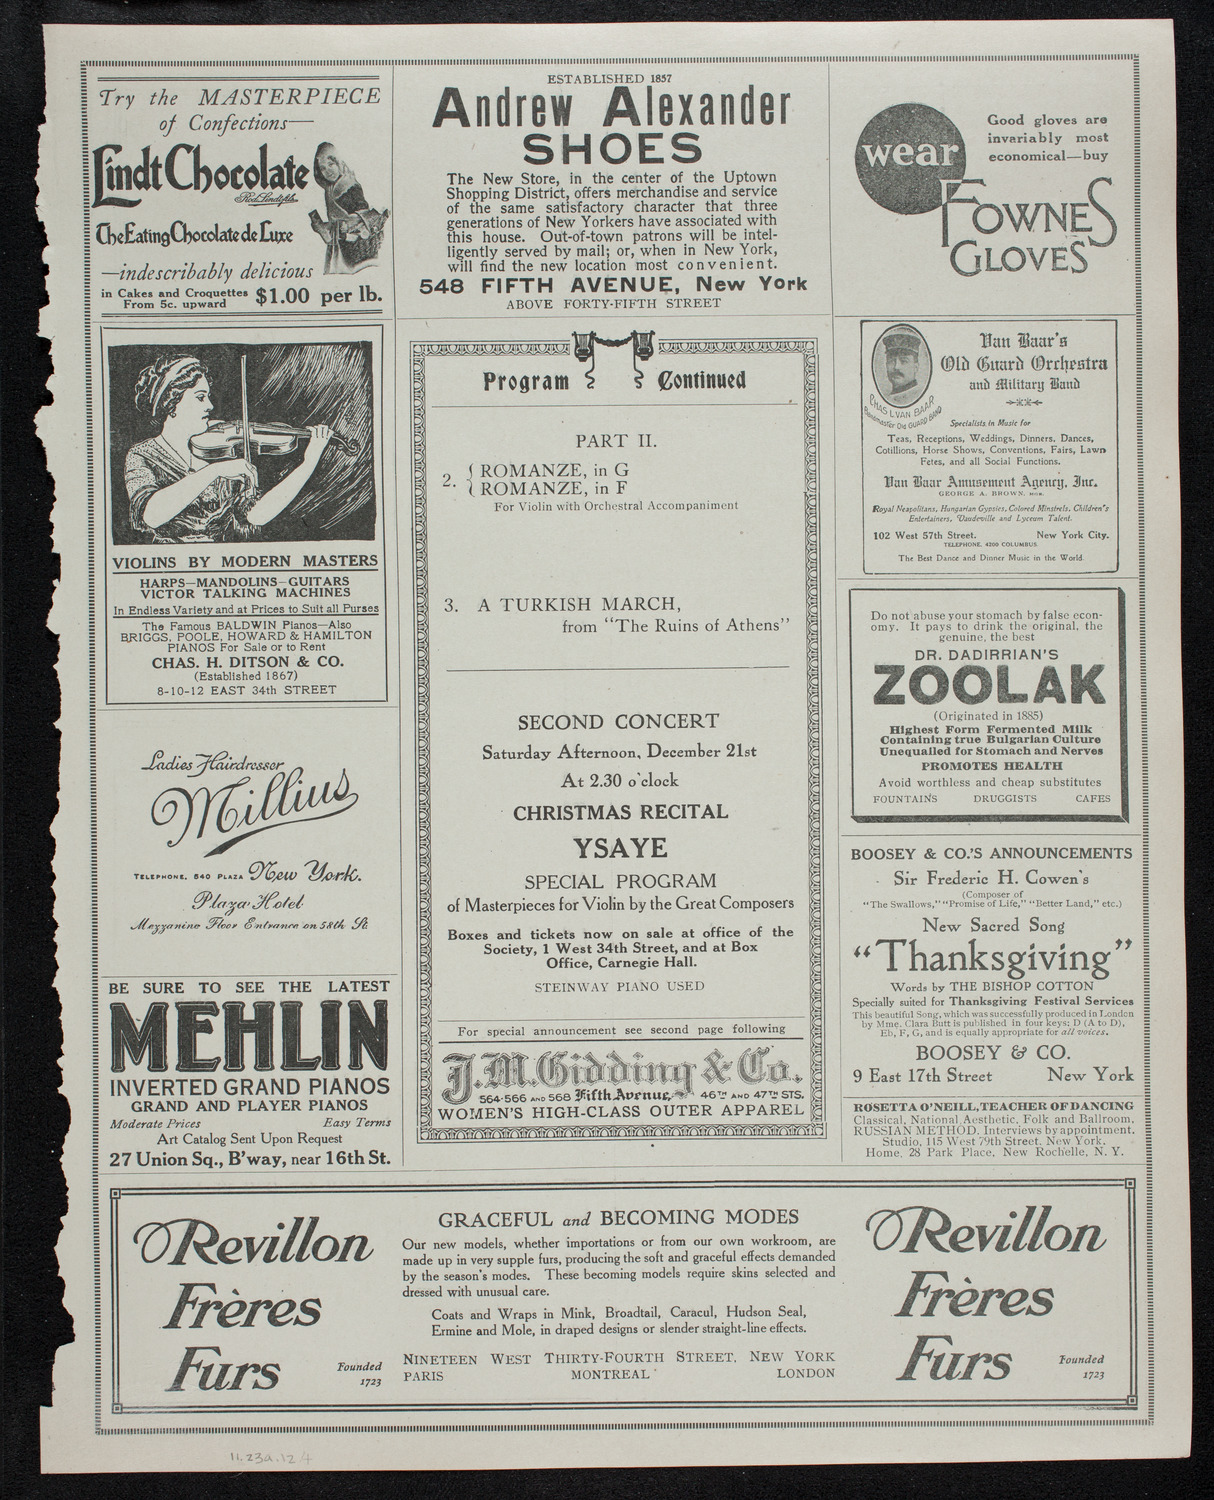 Try the MASTERPIECE
of Confections—
Lindt Chocolate
Rod. Lindt fils
The Eating Chocolate de Luxe
—indescribably delicious
in Cakes and Croquettes
From 5c. upward
$1.00 per lb.
ESTABLISHED 1857
Andrew Alexander
SHOES
The New Store, in the center of the Uptown
Shopping District, offers merchandise and service
of the same satisfactory character that three
generations of New Yorkers have associated with
this house. Out-of-town patrons will be intel-
ligently served by mail; or, when in New York,
will find the new location most convenient.
548 FIFTH AVENUE, New York
ABOVE FORTY-FIFTH STREET
wear
Good gloves are
invariably most
economical—buy
FOWNES
GLOVES
VIOLINS BY MODERN MASTERS
HARPS—MANDOLINS—GUITARS
VICTOR TALKING MACHINES
In Endless Variety and at Prices to Suit all Purses
The Famous BALDWIN Pianos—Also
BRIGGS, POOLE, HOWARD & HAMILTON
PIANOS For Sale or to Rent
CHAS. H. DITSON & CO.
(Established 1867)
8-10-12 EAST 34th STREET
Ladies Hairdresser
Millius
TELEPHONE, 540 PLAZA New York.
Plaza Hotel
Mezzanine Floor Entrance on 58th St
BE SURE TO SEE THE LATEST
MEHLIN
INVERTED GRAND PIANOS
GRAND AND PLAYER PIANOS
Moderate Prices Easy Terms
Art Catalog Sent Upon Request
27 Union Sq., B'way, near 16th St.
Program Continued
PART II.
2. { ROMANZE, in G
ROMANZE, in F
For Violin with Orchestral Accompaniment
3. A TURKISH MARCH,
from "The Ruins of Athens"
SECOND CONCERT
Saturday Afternoon, December 21st
At 2.30 o'clock
CHRISTMAS RECITAL
YSAYE
SPECIAL PROGRAM
of Masterpieces for Violin by the Great Composers
Boxes and tickets now on sale at office of the
Society, 1 West 34th Street, and at Box
Office, Carnegie Hall.
STEINWAY PIANO USED
For special announcement see second page following
J.M. Gidding & Co.
564-566 AND 568 Fifth Avenue, 46TH AND 47TH STS.
WOMEN'S HIGH-CLASS OUTER APPAREL
Van Baar's
Old Guard Orchestra
and Military Band
CHAS L VAN BAAR
Bandmaster Old GUARD BAND
Specialists in Music for
Teas, Receptions, Weddings, Dinners, Dances,
Cotillions, Horse Shows, Conventions, Fairs, Lawn
Fetes, and all Social Functions.
Van Baar Amusement Agency, Inc.
GEORGE A. BROWN, MGR.
Royal Neapolitans, Hungarian Gypsies, Colored Minstrels, Children's
Entertainers, Vaudeville and Lyceum Talent.
102 West 57th Street. New York City.
TELEPHONE, 4200 COLUMBUS.
The Best Dance and Dinner Music in the World
Do not abuse your stomach by false econ-
omy. It pays to drink the original, the
genuine, the best
DR. DADIRRIAN'S
ZOOLAK
(Originated in 1885)
Highest Form Fermented Milk
Containing true Bulgarian Culture
Unequalled for Stomach and Nerves
PROMOTES HEALTH
Avoid worthless and cheap substitutes
FOUNTAINS DRUGGISTS CAFES
BOOSEY & CO.'S ANNOUNCEMENTS
Sir Frederic H. Cowen's
(Composer of
"The Swallows," "Promise of Life," "Better Land," etc.)
New Sacred Song
"Thanksgiving"
Words by THE BISHOP COTTON
Specially suited for Thanksgiving Festival Services
This beautiful Song, which was successfully produced in London
by Mme. Clara Butt is published in four keys; D (A to D),
Eb, F, G, and is equally appropriate for all voices.
BOOSEY & CO.
9 East 17th Street New York
ROSETTA O'NEILL, TEACHER OF DANCING
Classical, National, Aesthetic, Folk and Ballroom.
RUSSIAN METHOD. Interviews by appointment.
Studio, 115 West 79th Street, New York.
Home, 28 Park Place, New Rochelle, N. Y.
Revillon
Frères
Furs
Founded
1723
GRACEFUL and BECOMING MODES
Our new models, whether importations or from our own workroom, are
made up in very supple furs, producing the soft and graceful effects demanded
by the season's modes. These becoming models require skins selected and
dressed with unusual care.
Coats and Wraps in Mink, Broadtail, Caracul, Hudson Seal,
Ermine and Mole, in draped designs or slender straight-line effects.
NINETEEN WEST THIRTY-FOURTH STREET, NEW YORK
PARIS MONTREAL LONDON
Revillon
Frères
Furs
Founded
1723
11.23a.12 4